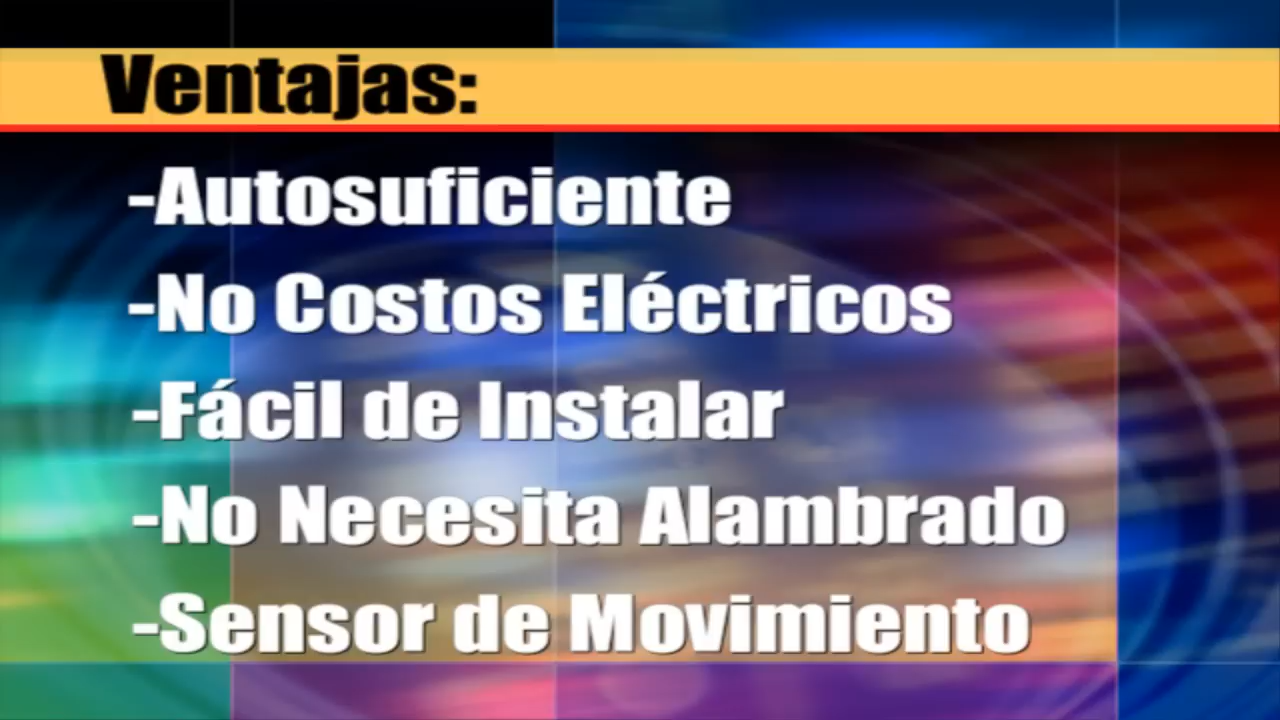 Ventajas:
-Autosuficiente
-No Costos Eléctricos
-Fácil de Instalar
-No Necesita Alambrado
-Sensor de Movimiento